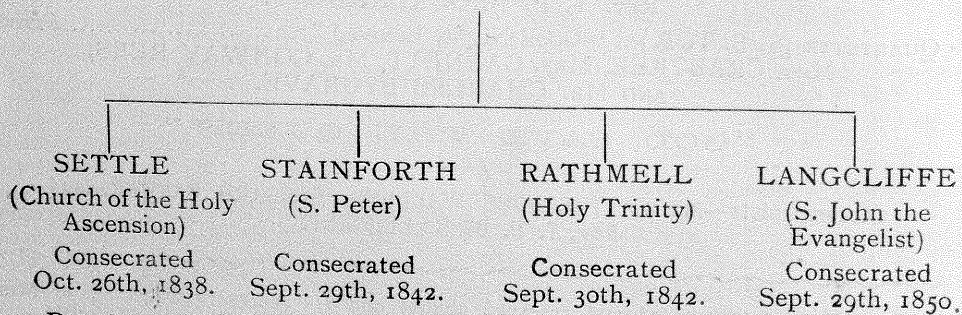 SETTLE
(Church of the Holy
Ascension)
Consecrated
Oct. 26th, 1838.
STAINFORTH
(S. Peter)
Consecrated
Sept. 29th, 1842.
RATHMELL
(Holy Trinity)
Consecrated
Sept. 30th, 1842.
LANGCLIFFE
(S. John the
Evangelist)
Consecrated
Sept. 29th, 1850.